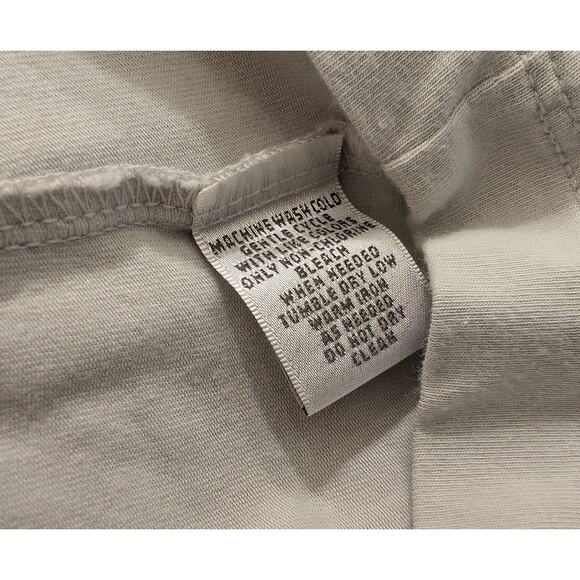 MACHINE WASH COLD
GENTLE CYCLE
WITH LIKE COLORS
ONLY NON-CHLORINE
BLEACH
WHEN NEEDED
TUMBLE DRY LOW
WARM IRON
AS NEEDED
DO NOT DRY
CLEAN